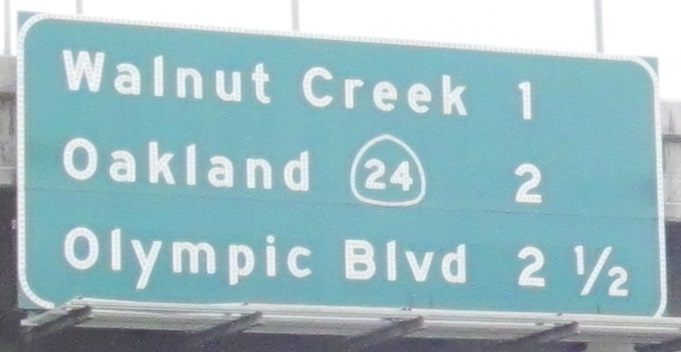 Walnut Creek 1
Oakland 24 2
Olympic Blvd 2 ½